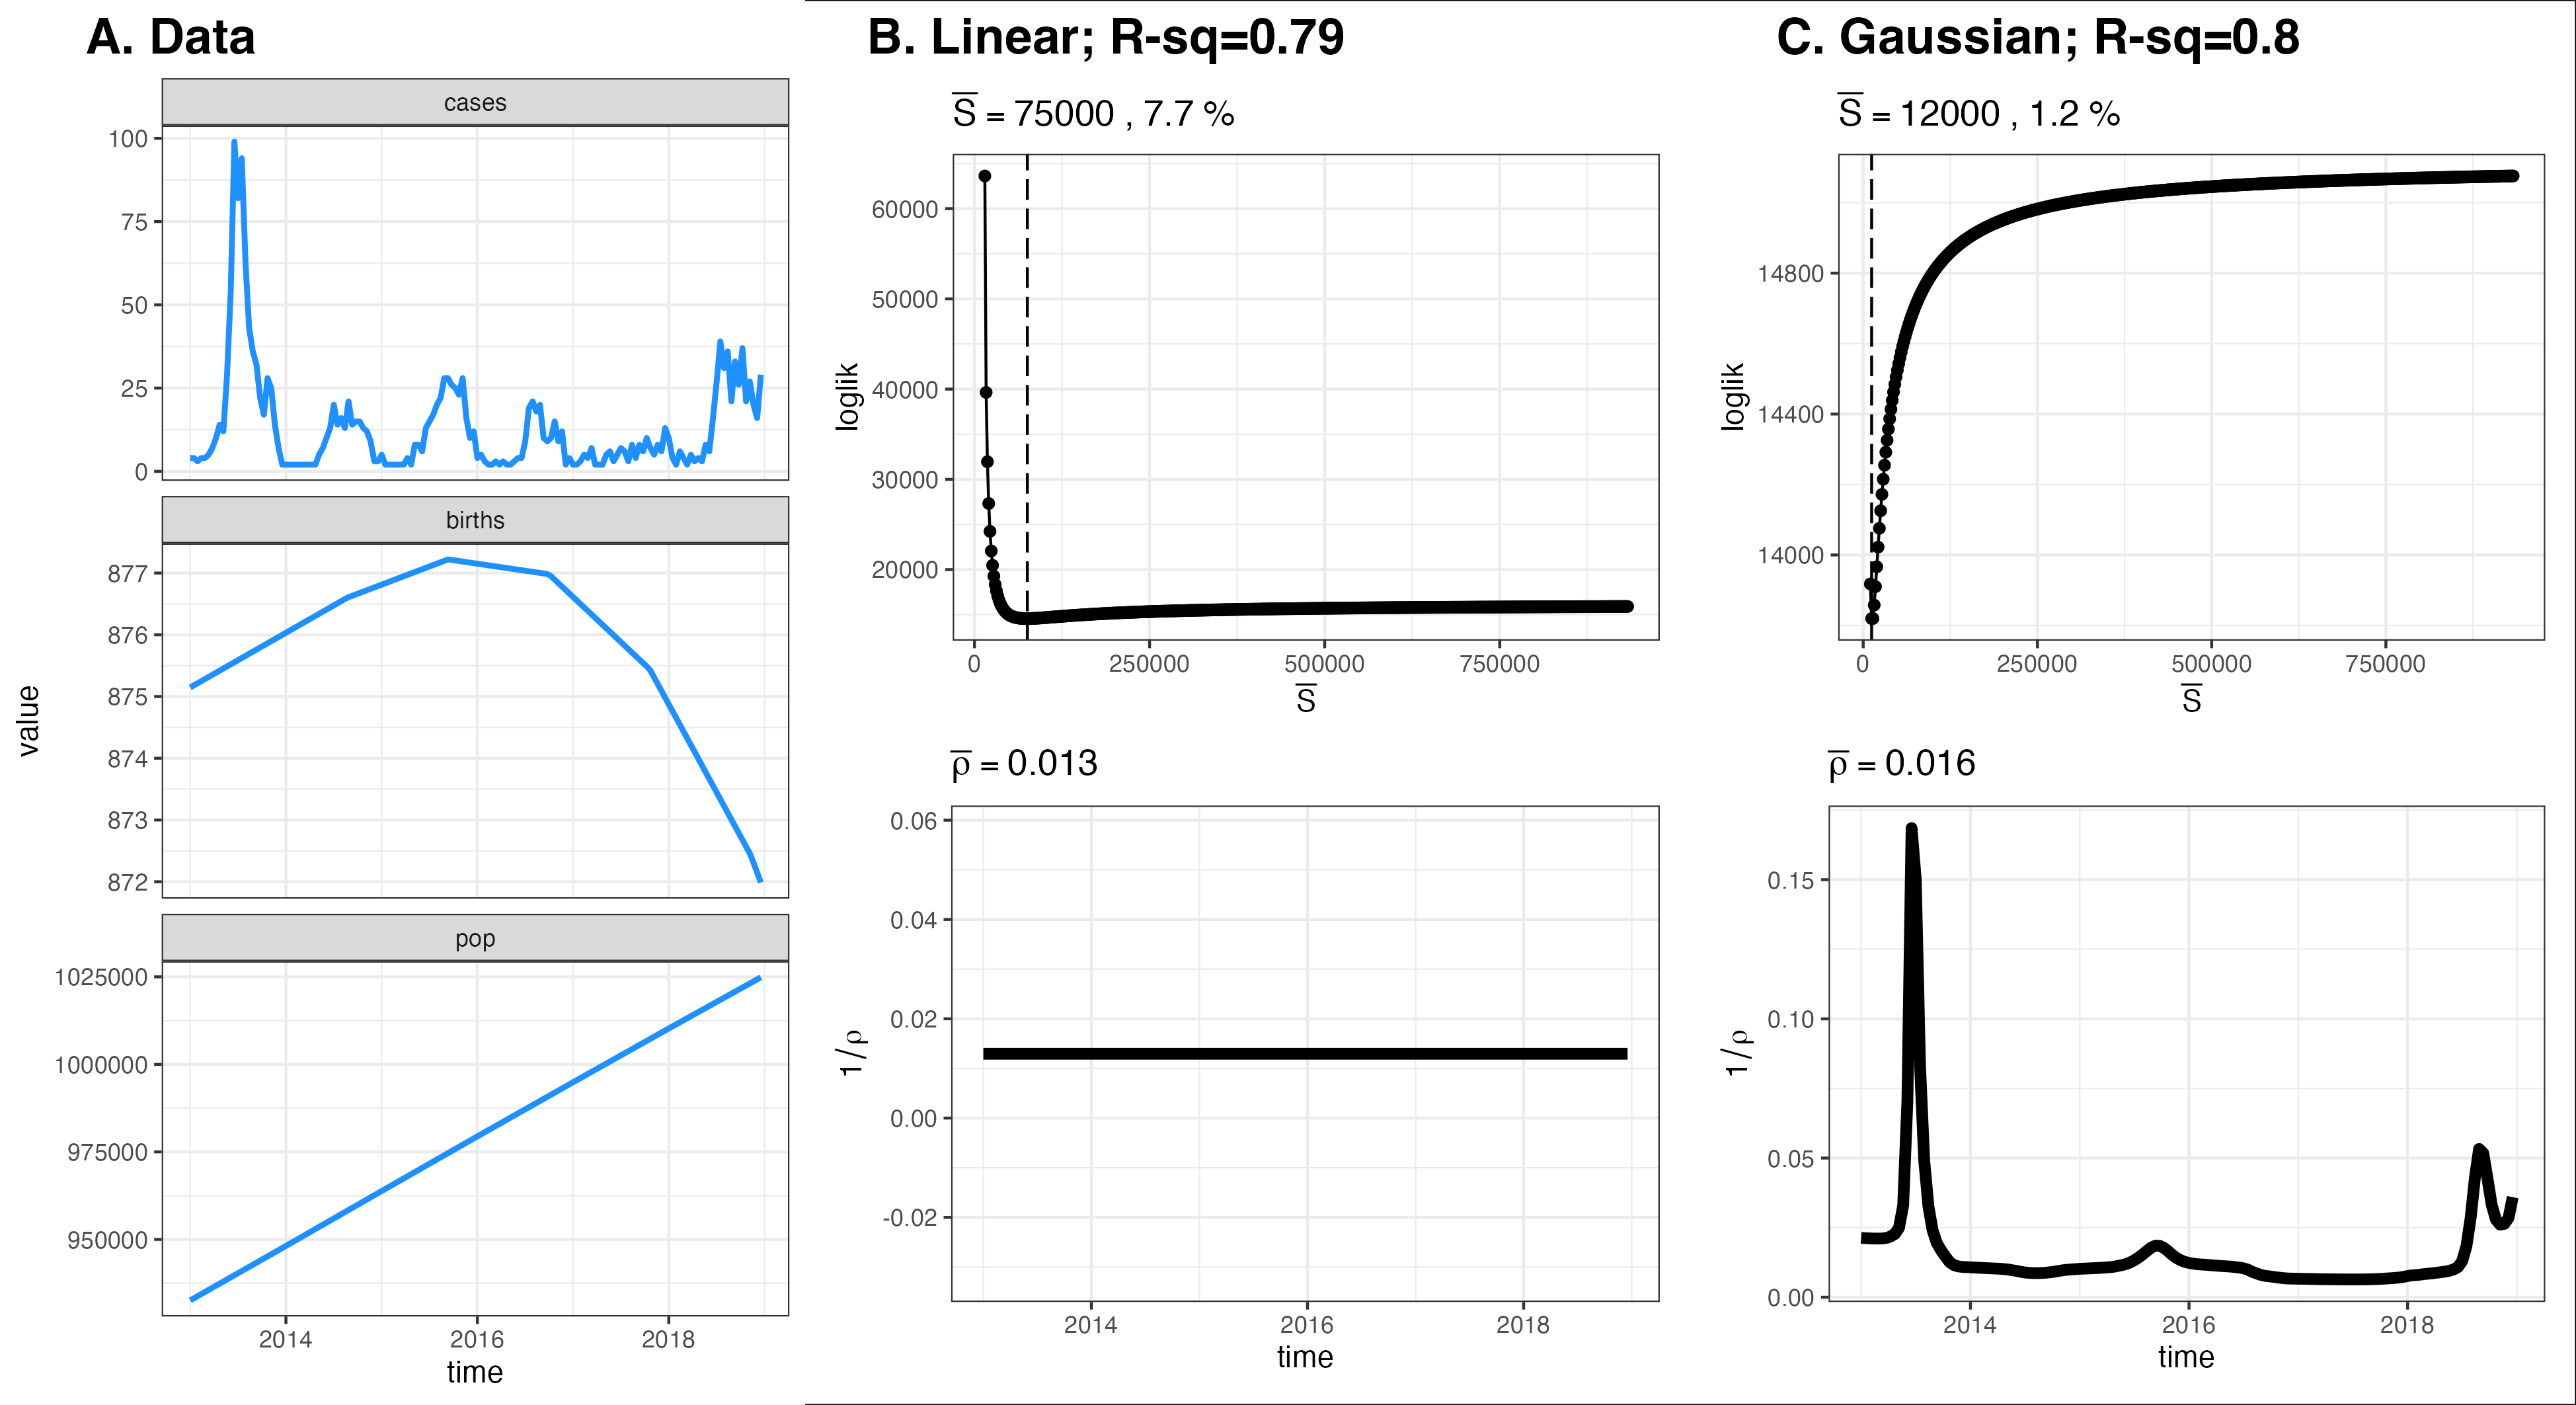 A. Data
cases
100
75
50
25
0
births
877
876
875
874
873
872
pop
1025000
1000000
975000
950000
2014 2016 2018
time
value
B. Linear; R-sq=0.79
S̅ = 75000 , 7.7 %
60000
50000
40000
30000
20000
loglik
0 250000 500000 750000
S̅
ρ̅ = 0.013
0.06
0.04
0.02
0.00
-0.02
1/ρ
2014 2016 2018
time
C. Gaussian; R-sq=0.8
S̅ = 12000 , 1.2 %
14800
14400
14000
loglik
0 250000 500000 750000
S̅
ρ̅ = 0.016
0.15
0.10
0.05
0.00
1/ρ
2014 2016 2018
time